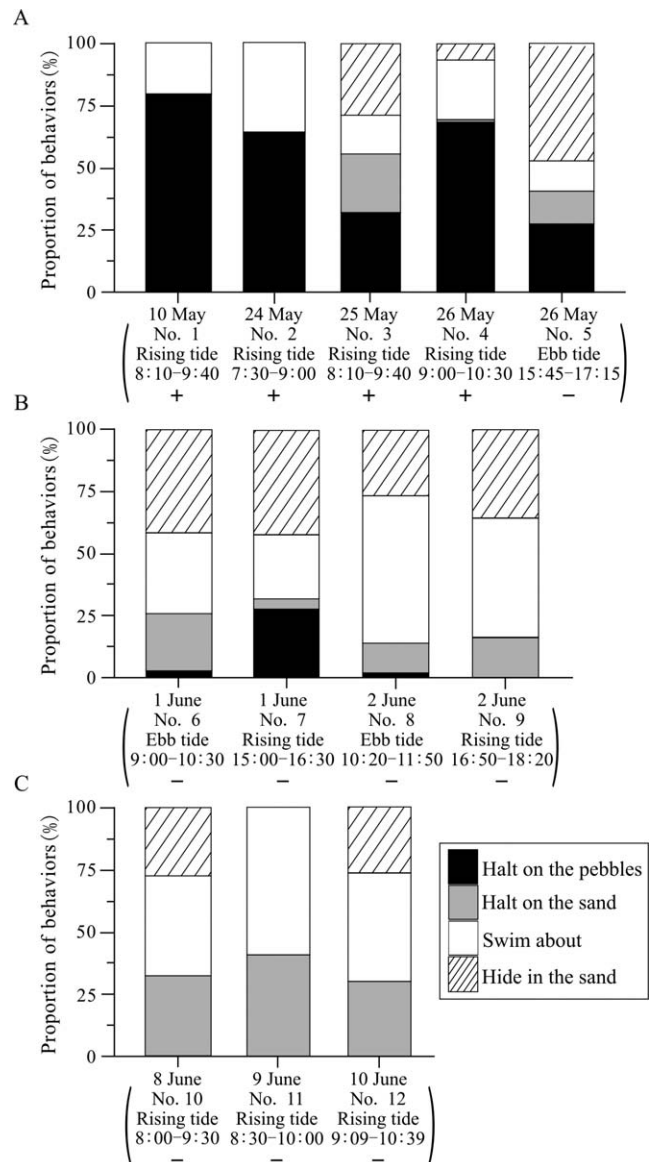 A
Proportion of behaviors(%)
100
75
50
25
0
10 May 24 May 25 May 26 May 26 May
No. 1 No. 2 No. 3 No. 4 No. 5
Rising tide Rising tide Rising tide Rising tide Ebb tide
8:10-9:40 7:30-9:00 8:10-9:40 9:00-10:30 15:45-17:15
+ + + + −
B
Proportion of behaviors(%)
100
75
50
25
0
1 June 1 June 2 June 2 June
No. 6 No. 7 No. 8 No. 9
Ebb tide Rising tide Ebb tide Rising tide
9:00-10:30 15:00-16:30 10:20-11:50 16:50-18:20
− − − −
C
Proportion of behaviors(%)
100
75
50
25
0
8 June 9 June 10 June
No. 10 No. 11 No. 12
Rising tide Rising tide Rising tide
8:00-9:30 8:30-10:00 9:09-10:39
− − −
Halt on the pebbles
Halt on the sand
Swim about
Hide in the sand